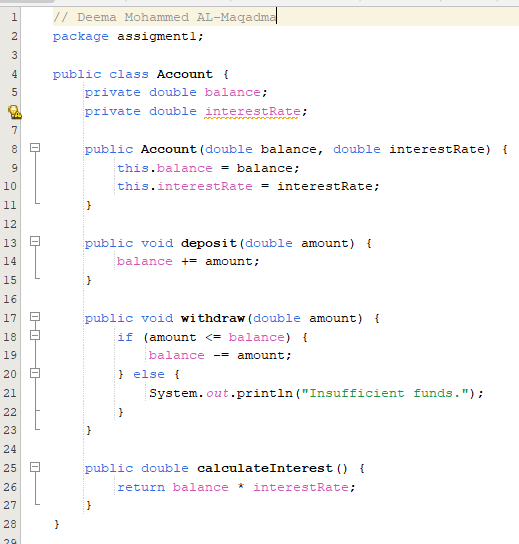 1 // Deema Mohammed AL-Maqadma
2 package assigment1;
3
4 public class Account {
5 private double balance;
private double interestRate;
7
8 public Account(double balance, double interestRate) {
9 this.balance = balance;
10 this.interestRate = interestRate;
11 }
12
13 public void deposit(double amount) {
14 balance += amount;
15 }
16
17 public void withdraw(double amount) {
18 if (amount <= balance) {
19 balance -= amount;
20 } else {
21 System.out.println("Insufficient funds.");
22 }
23 }
24
25 public double calculateInterest() {
26 return balance * interestRate;
27 }
28 }
29